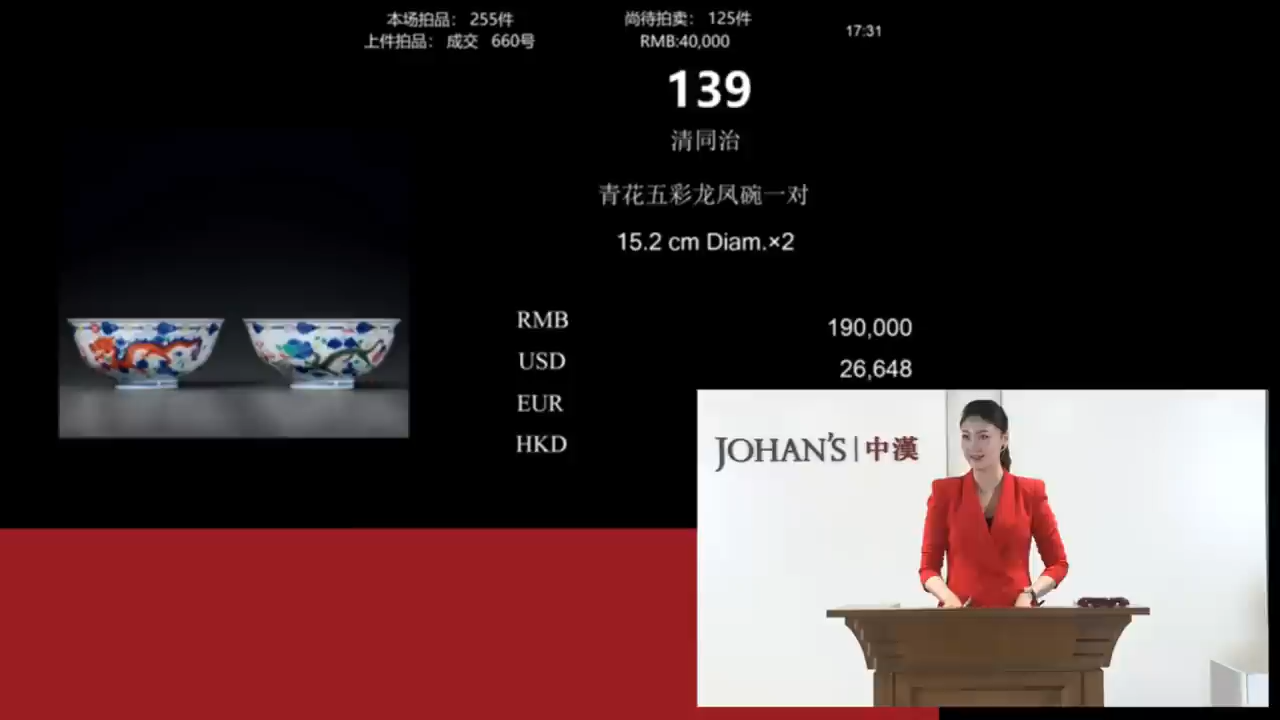 本场拍品： 255件
尚待拍卖： 125件
上件拍品： 成交 660号
RMB:40,000
17:31
139
清同治
青花五彩龙凤碗一对
15.2 cm Diam.×2
RMB 190,000
USD 26,648
EUR
HKD
JOHAN'S|中漢